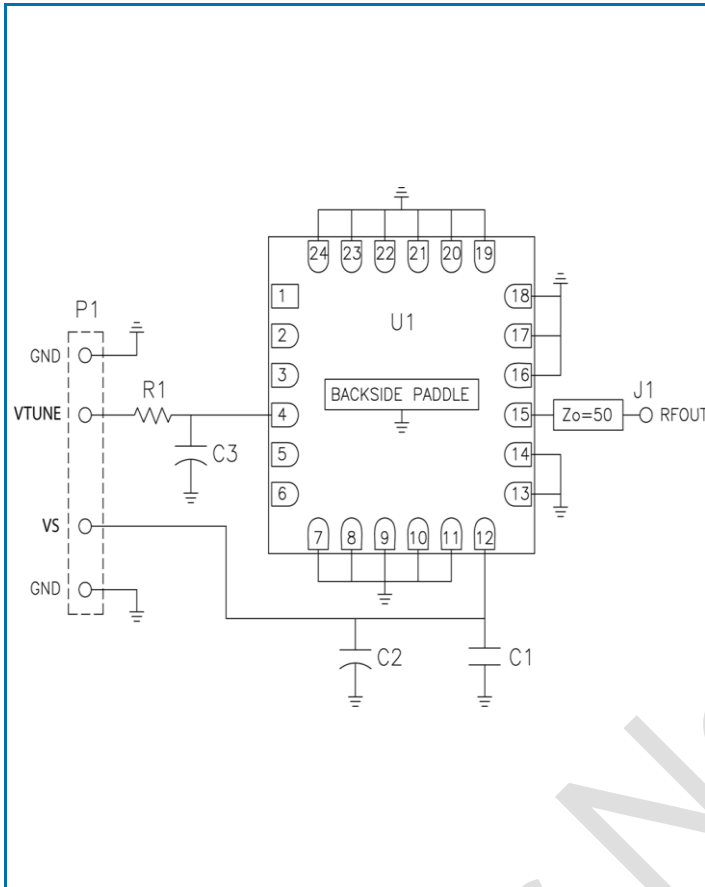 24 23 22 21 20 19
1 18
P1 2 U1 17
GND 3 16
R1 BACKSIDE PADDLE J1
VTUNE 4 15 Zo=50 RFOUT
C3 5 14
6 13
VS
7 8 9 10 11 12
GND
C2 C1